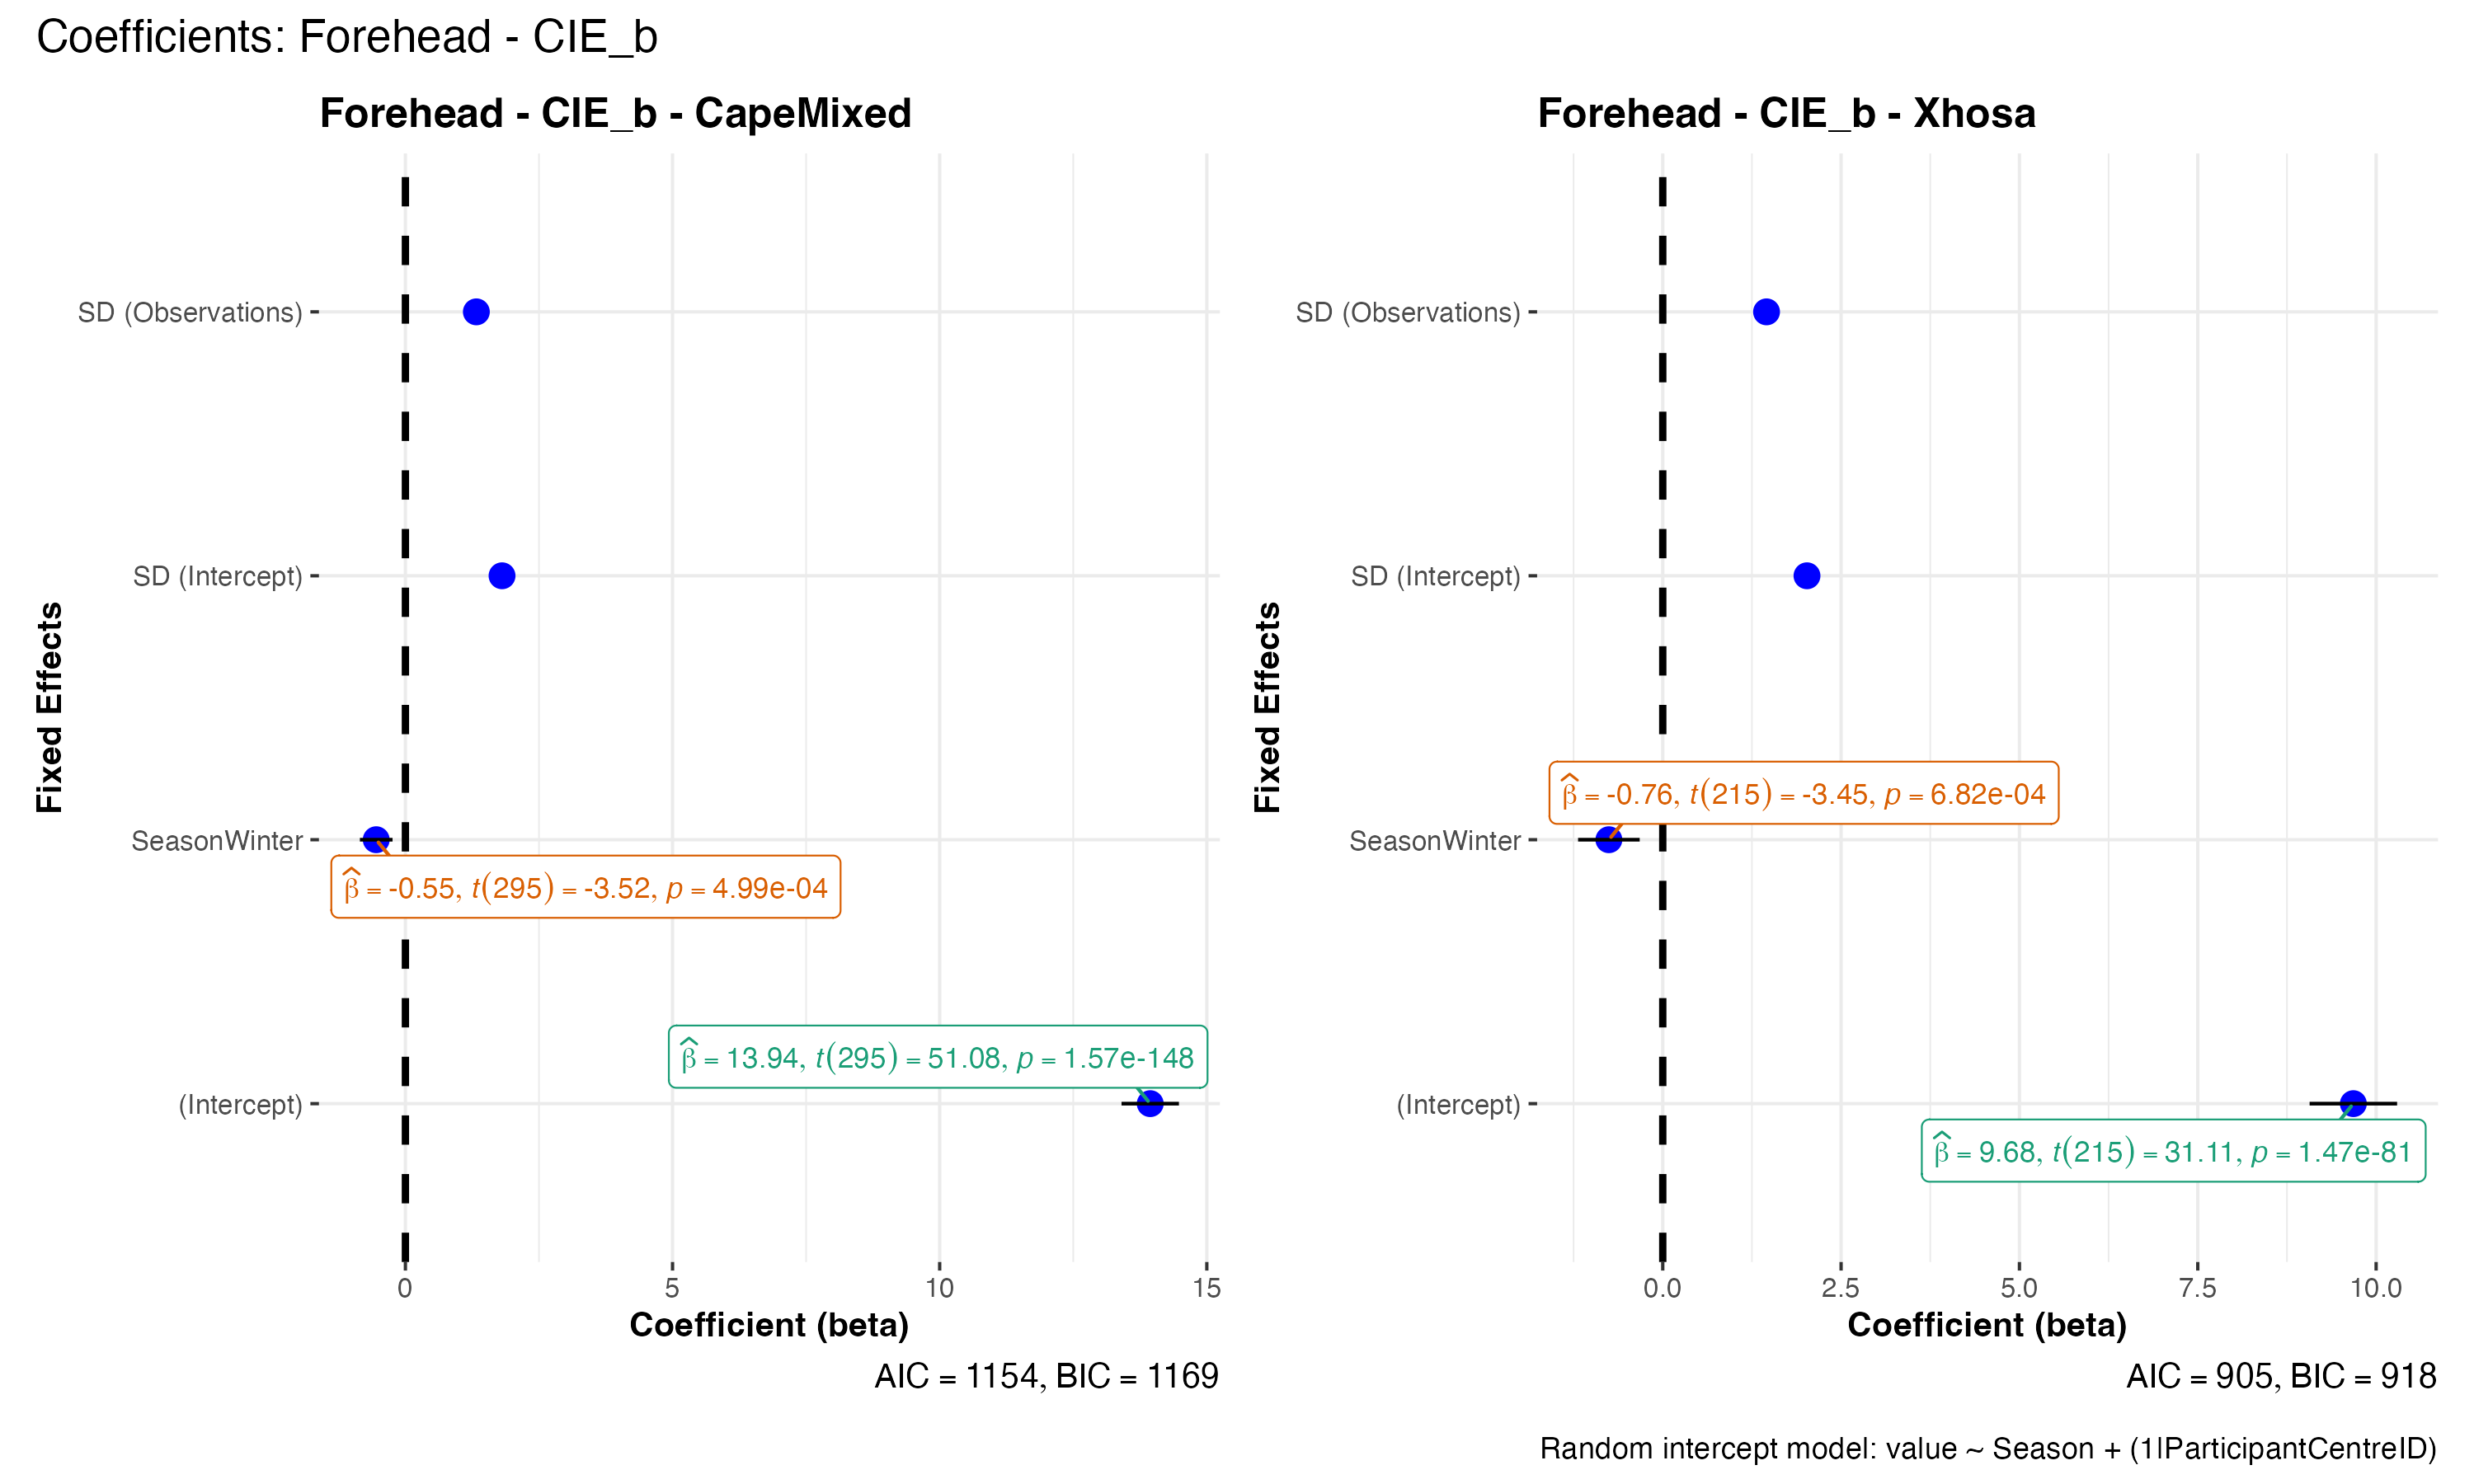 Coefficients: Forehead - CIE_b
Forehead - CIE_b - CapeMixed
SD (Observations)
SD (Intercept)
SeasonWinter
(Intercept)
Fixed Effects
β̂ = -0.55, t(295) = -3.52, p = 4.99e-04
β̂ = 13.94, t(295) = 51.08, p = 1.57e-148
0 5 10 15
Coefficient (beta)
AIC = 1154, BIC = 1169
Forehead - CIE_b - Xhosa
SD (Observations)
SD (Intercept)
SeasonWinter
(Intercept)
Fixed Effects
β̂ = -0.76, t(215) = -3.45, p = 6.82e-04
β̂ = 9.68, t(215) = 31.11, p = 1.47e-81
0.0 2.5 5.0 7.5 10.0
Coefficient (beta)
AIC = 905, BIC = 918
Random intercept model: value ~ Season + (1|ParticipantCentreID)